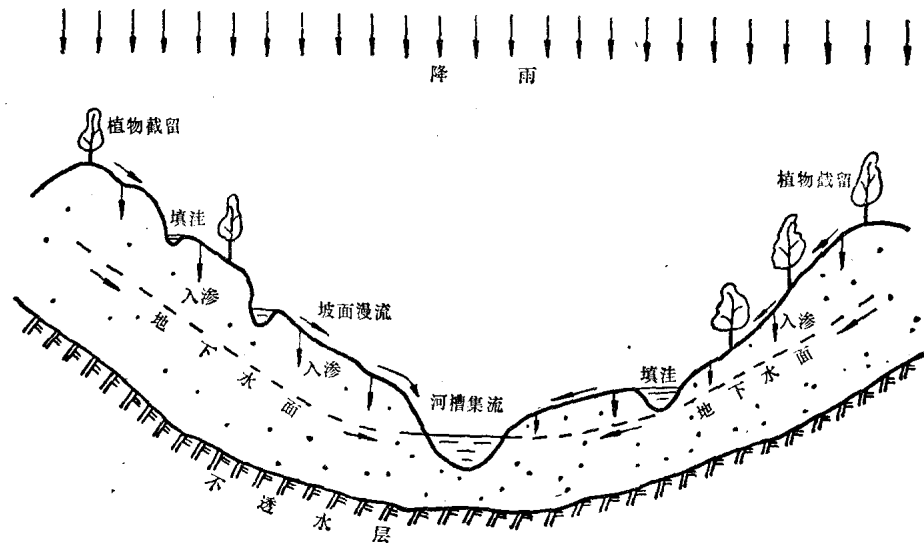 降雨
植物截留
植物截留
填洼
入渗
坡面漫流
入渗
地下水面
入渗
填洼
河槽集流
地下水面
不透水层